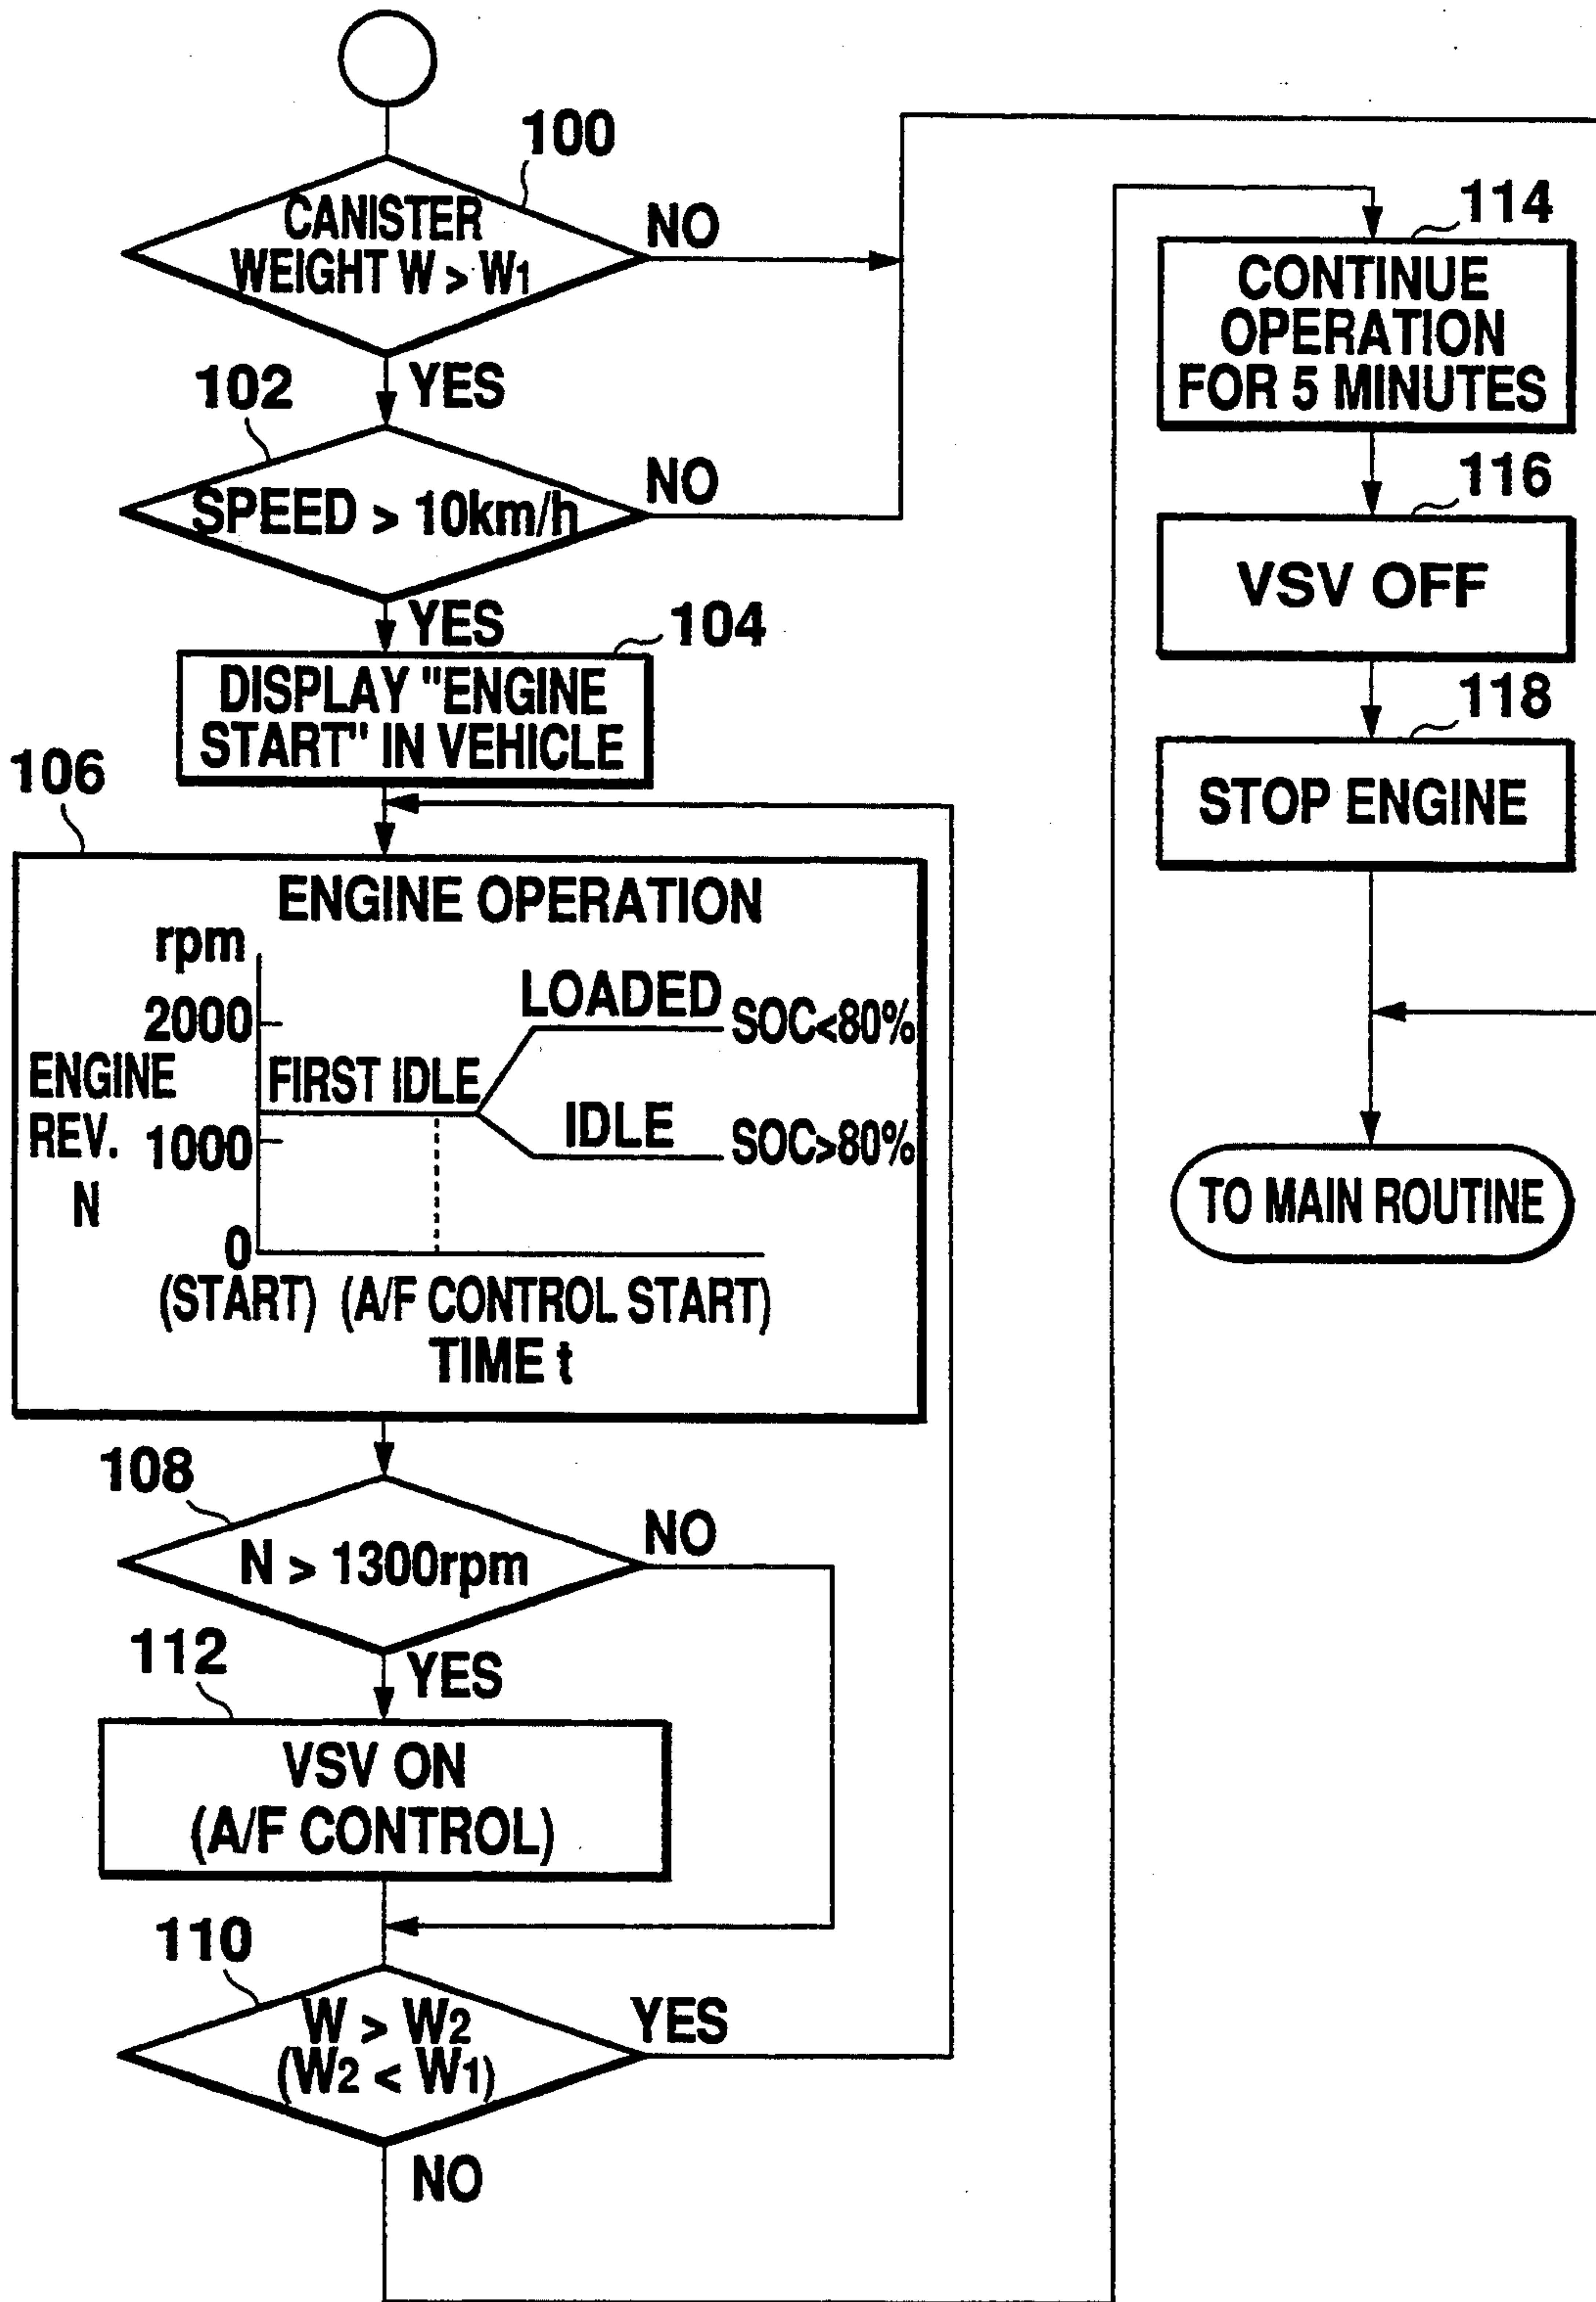 100
CANISTER
WEIGHT W > W1
NO
YES
102
SPEED > 10km/h
NO
YES
104
DISPLAY "ENGINE
START" IN VEHICLE
106
ENGINE OPERATION
rpm
2000
LOADED
SOC<80%
ENGINE
REV.
N
FIRST IDLE
1000
IDLE
SOC>80%
0
(START) (A/F CONTROL START)
TIME t
108
N > 1300rpm
NO
YES
112
VSV ON
(A/F CONTROL)
110
W > W2
(W2 < W1)
YES
NO
114
CONTINUE
OPERATION
FOR 5 MINUTES
116
VSV OFF
118
STOP ENGINE
TO MAIN ROUTINE